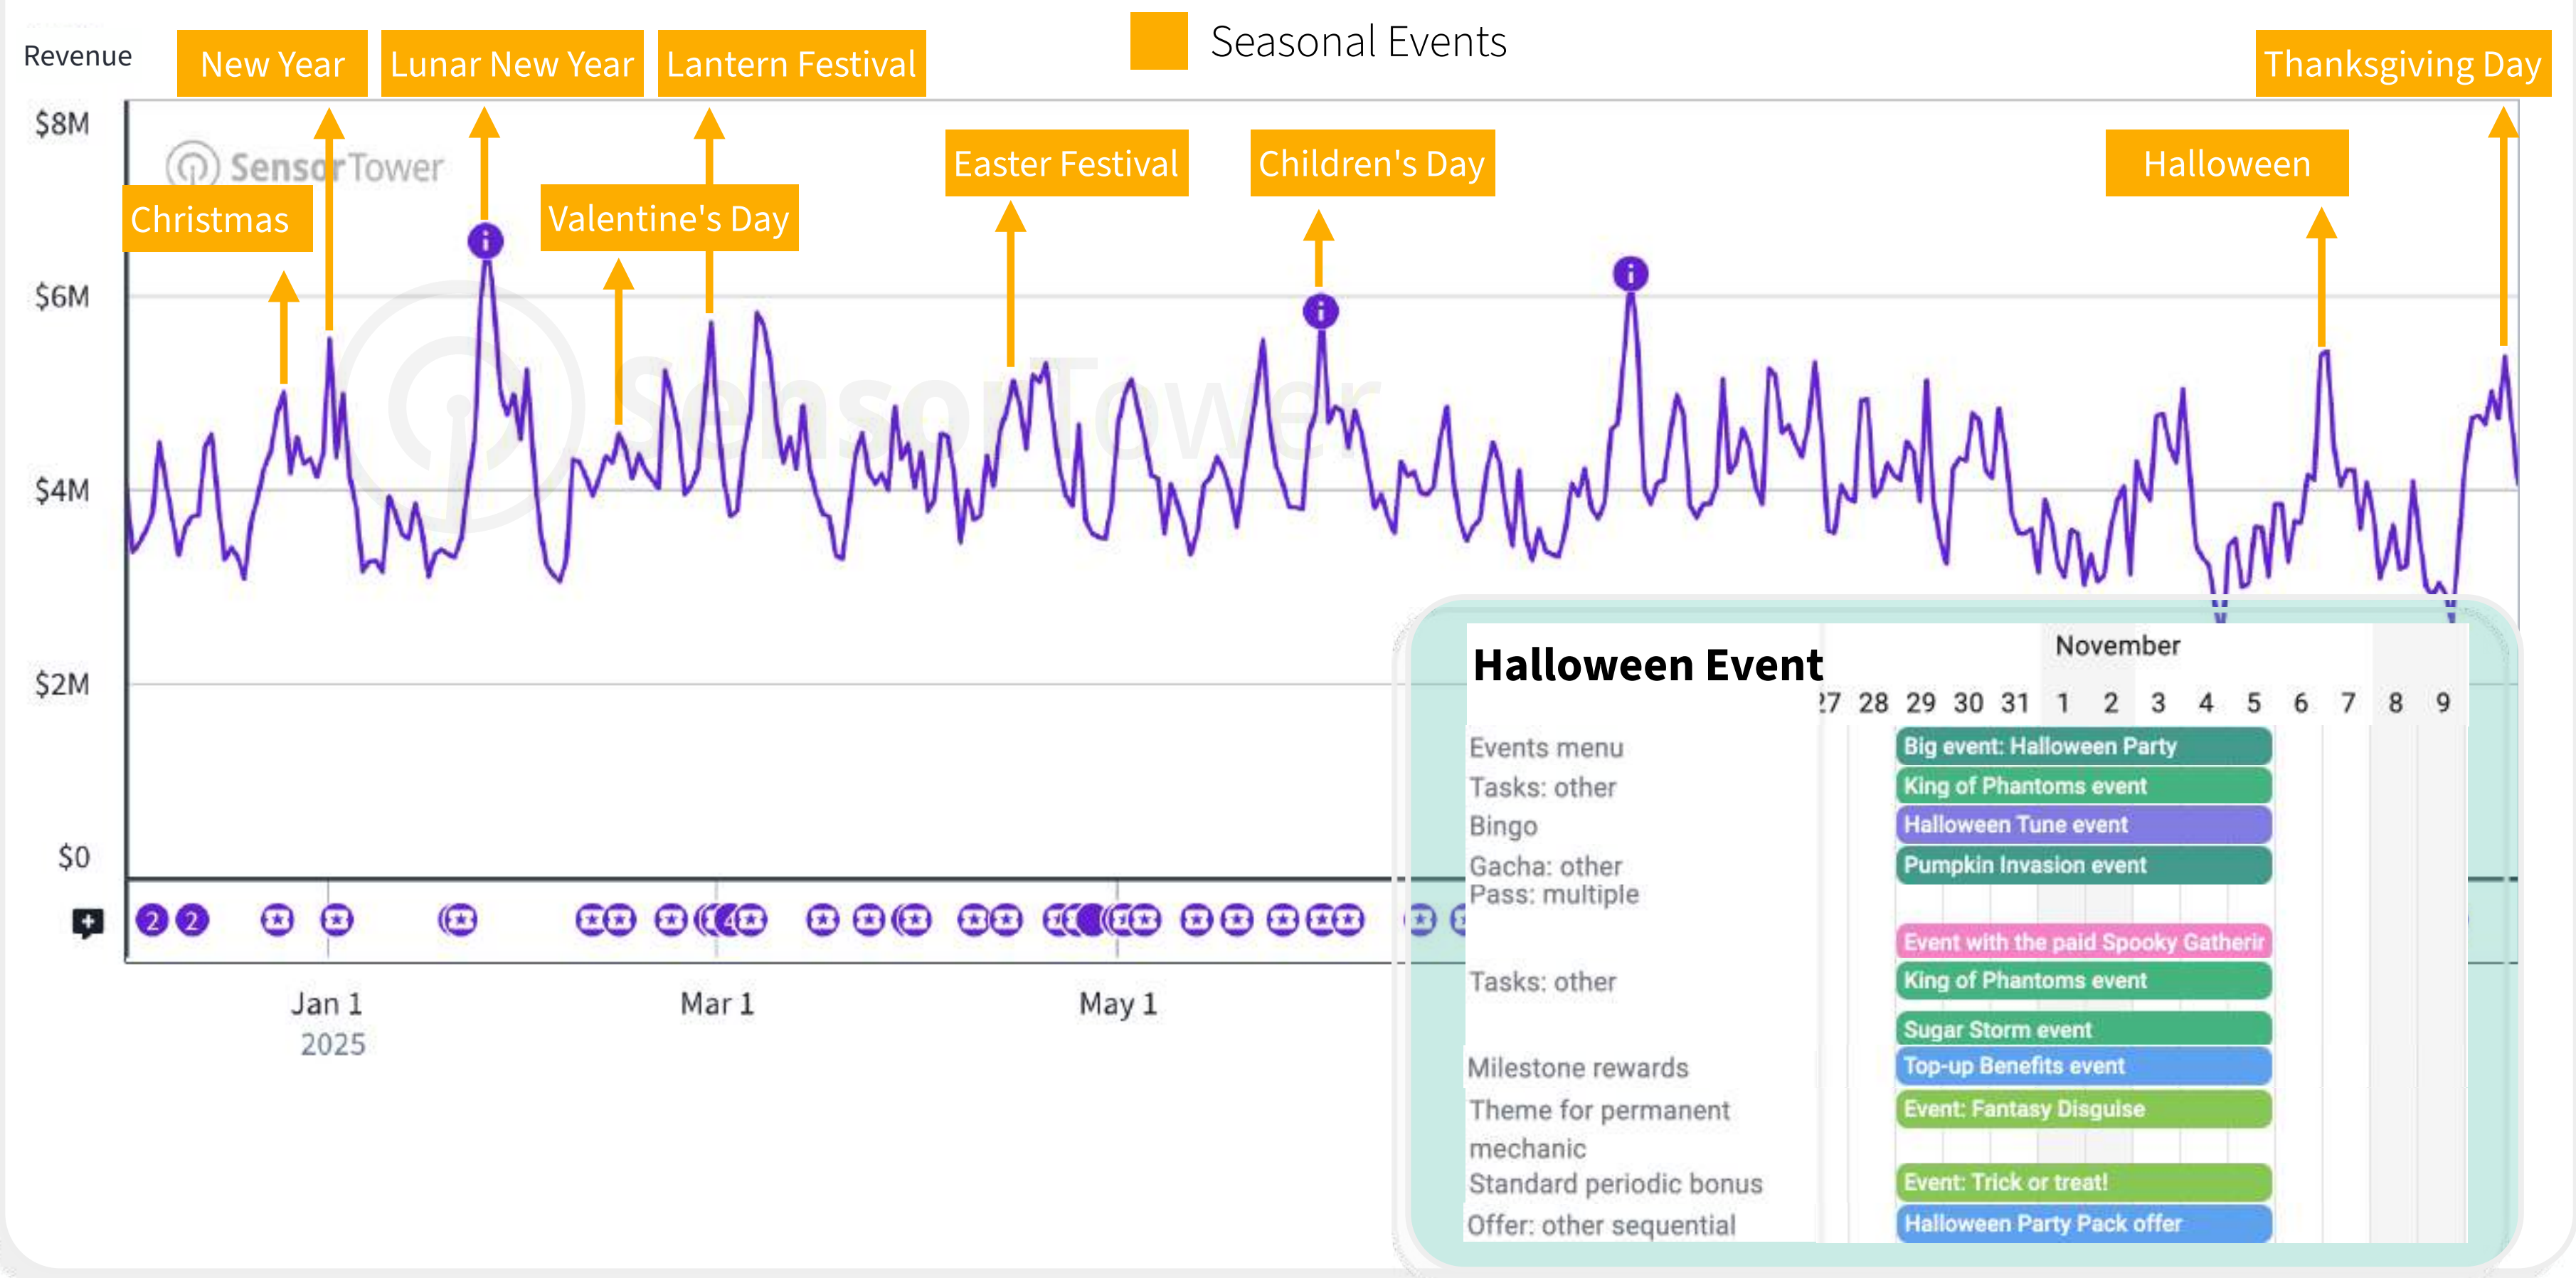 Seasonal Events
Revenue
New Year
Lunar New Year
Lantern Festival
Thanksgiving Day
$8M
SensorTower
Easter Festival
Children's Day
Halloween
Christmas
Valentine's Day
$6M
SensorTower
$4M
$2M
$0
2
2
Jan 1
2025
Mar 1
May 1
Halloween Event
November
27 28 29 30 31 1 2 3 4 5 6 7 8 9
Events menu
Big event: Halloween Party
Tasks: other
King of Phantoms event
Bingo
Halloween Tune event
Gacha: other
Pumpkin Invasion event
Pass: multiple
Event with the paid Spooky Gatherir
Tasks: other
King of Phantoms event
Sugar Storm event
Milestone rewards
Top-up Benefits event
Theme for permanent
mechanic
Event: Fantasy Disguise
Standard periodic bonus
Event: Trick or treat!
Offer: other sequential
Halloween Party Pack offer